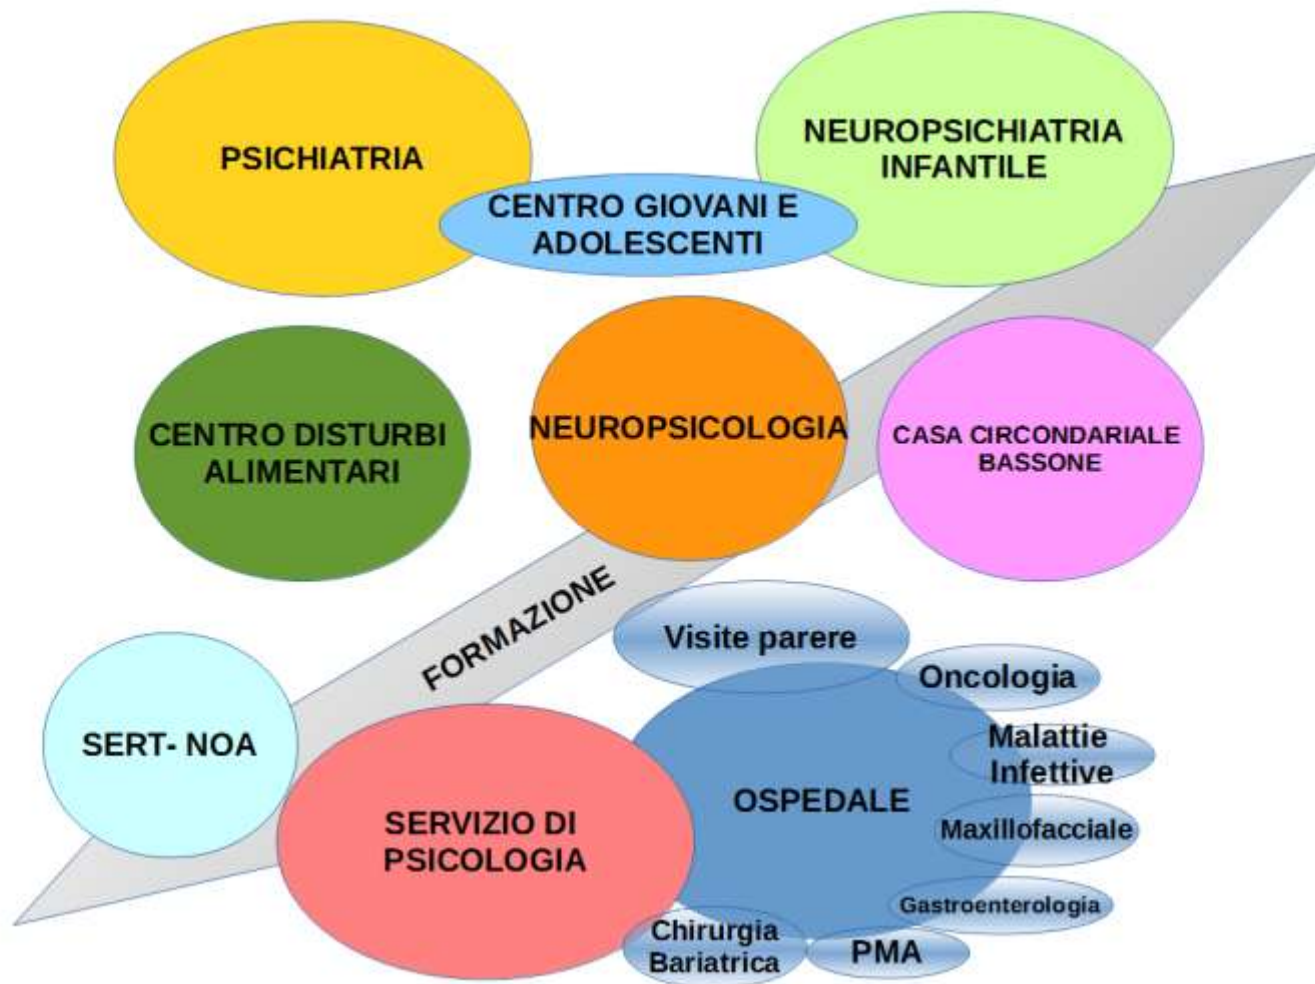 PSICHIATRIA
NEUROPSICHIATRIA
INFANTILE
CENTRO GIOVANI E
ADOLESCENTI
CENTRO DISTURBI
ALIMENTARI
NEUROPSICOLOGIA
CASA CIRCONDARIALE
BASSONE
FORMAZIONE
SERT- NOA
SERVIZIO DI
PSICOLOGIA
OSPEDALE
Visite parere
Oncologia
Malattie
Infettive
Maxillofacciale
Gastroenterologia
PMA
Chirurgia
Bariatrica